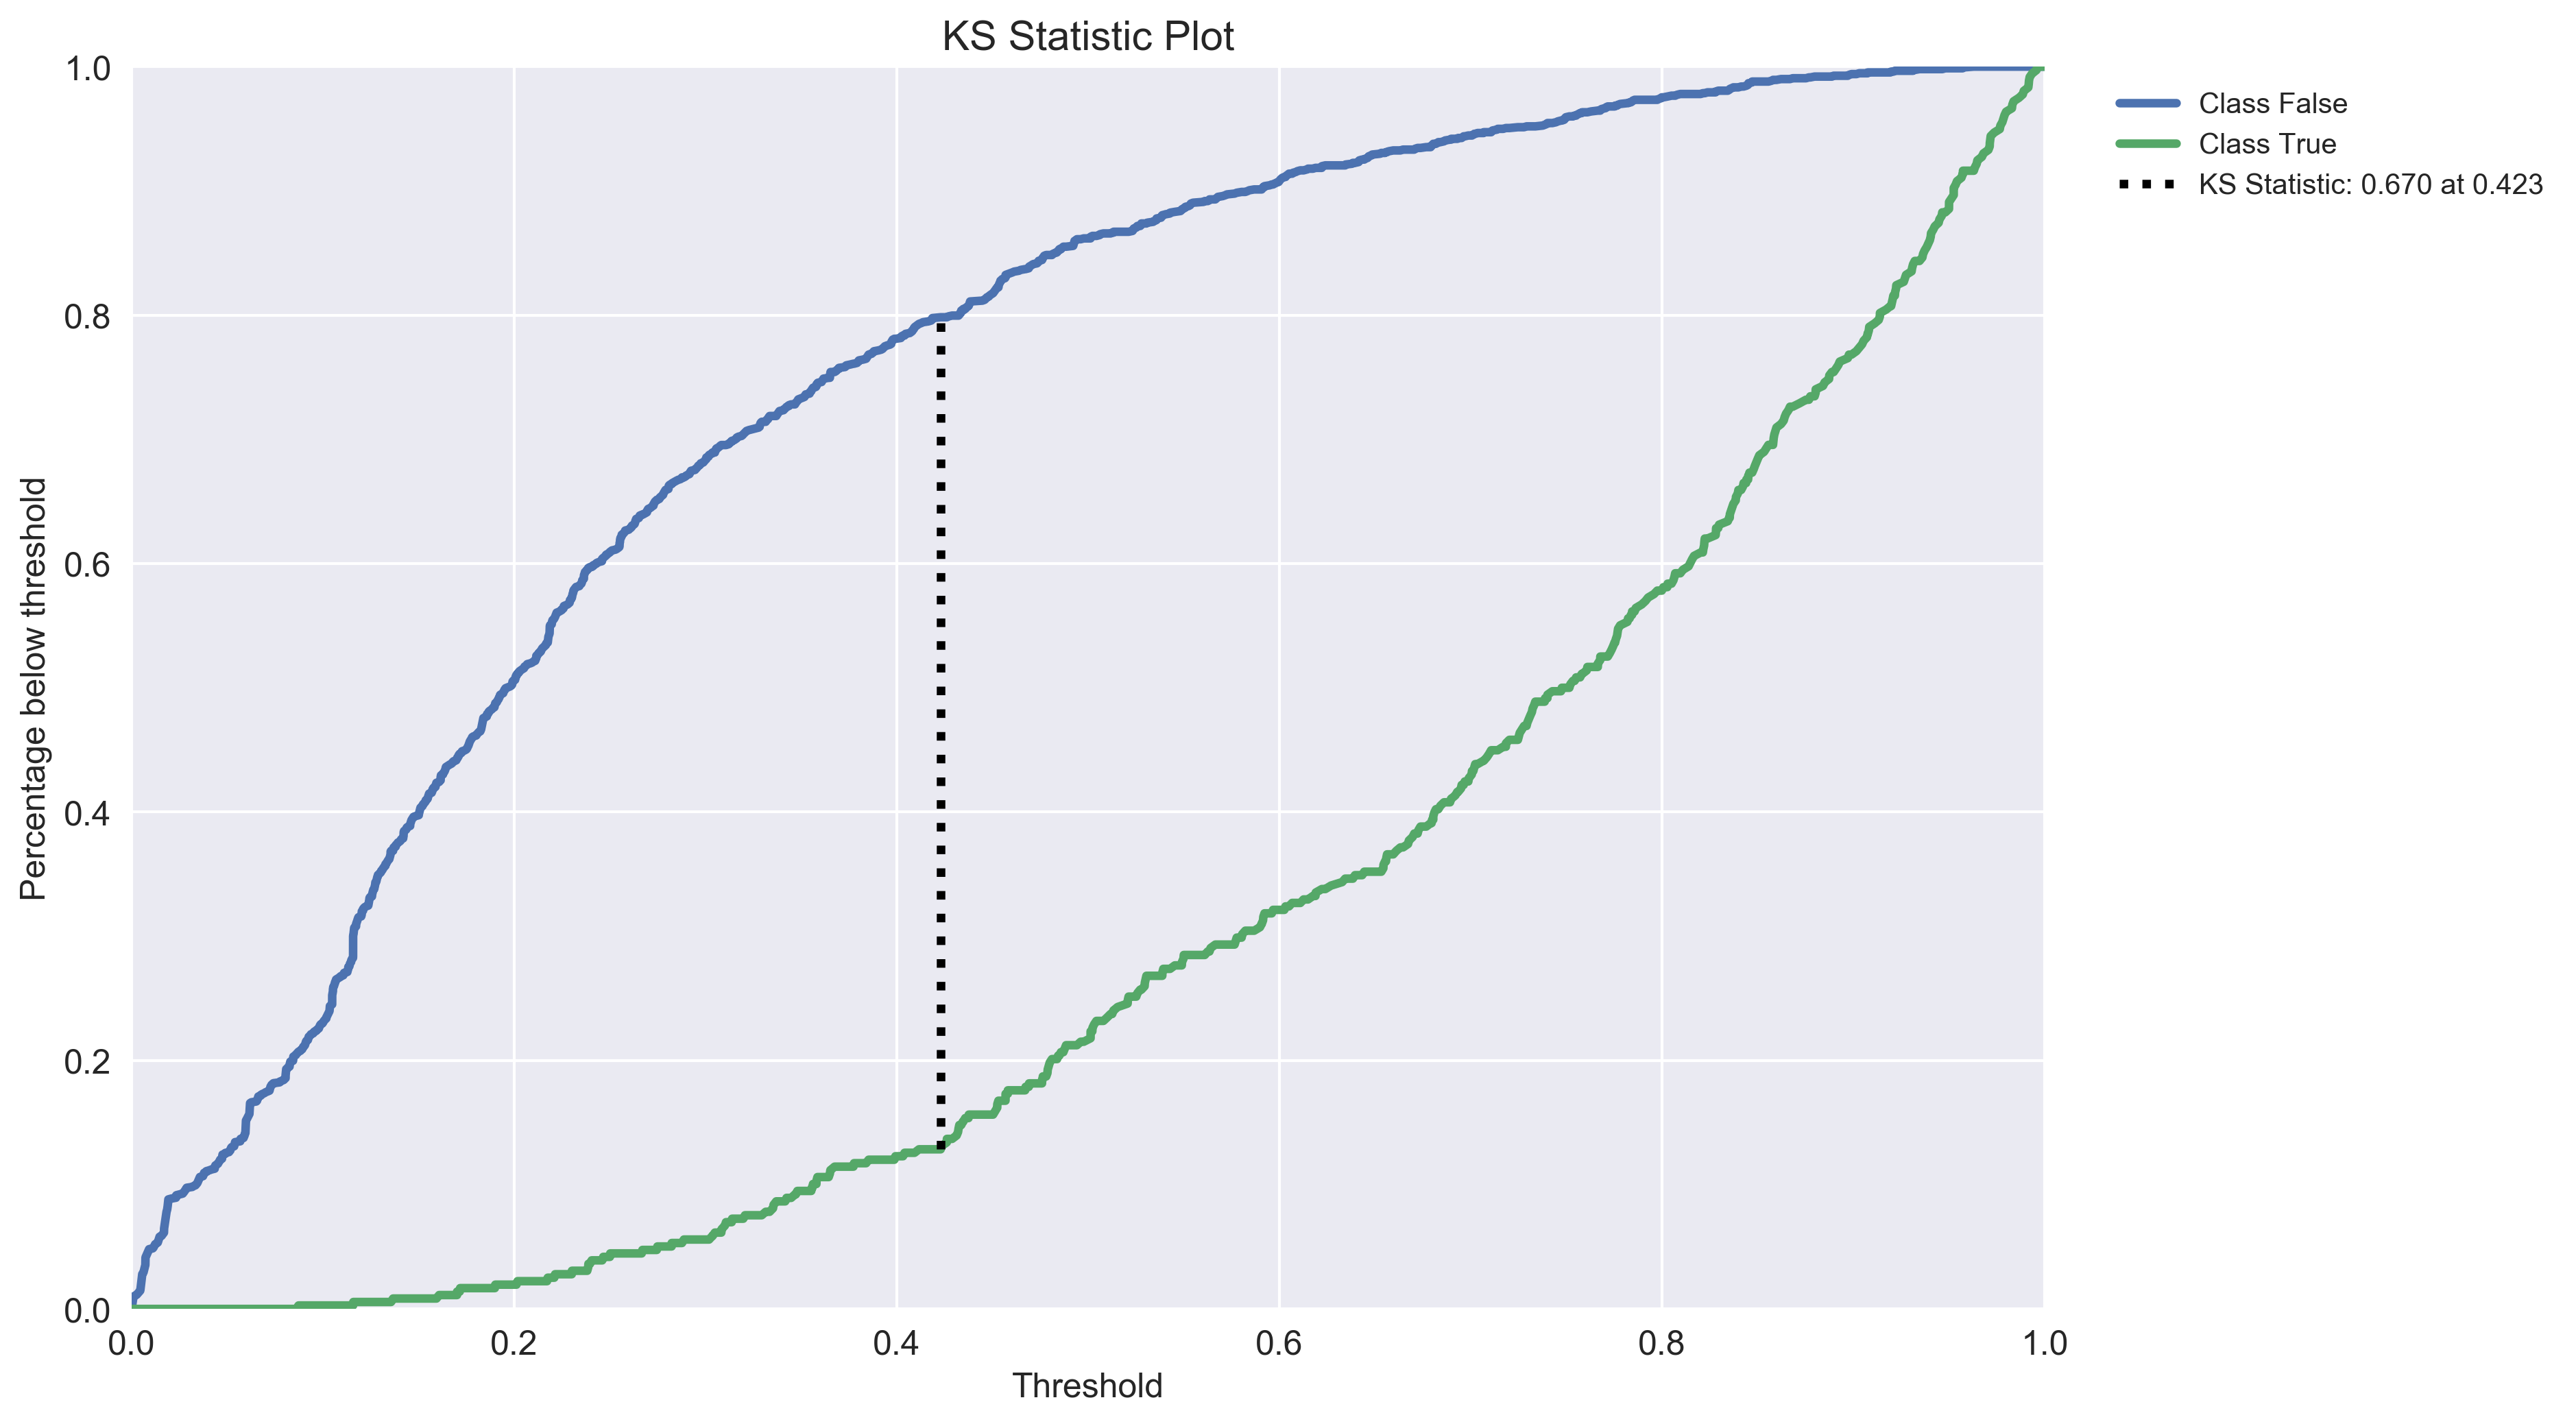 KS Statistic Plot
Class False
Class True
KS Statistic: 0.670 at 0.423
Percentage below threshold
1.0
0.8
0.6
0.4
0.2
0.0
0.0 0.2 0.4 0.6 0.8 1.0
Threshold